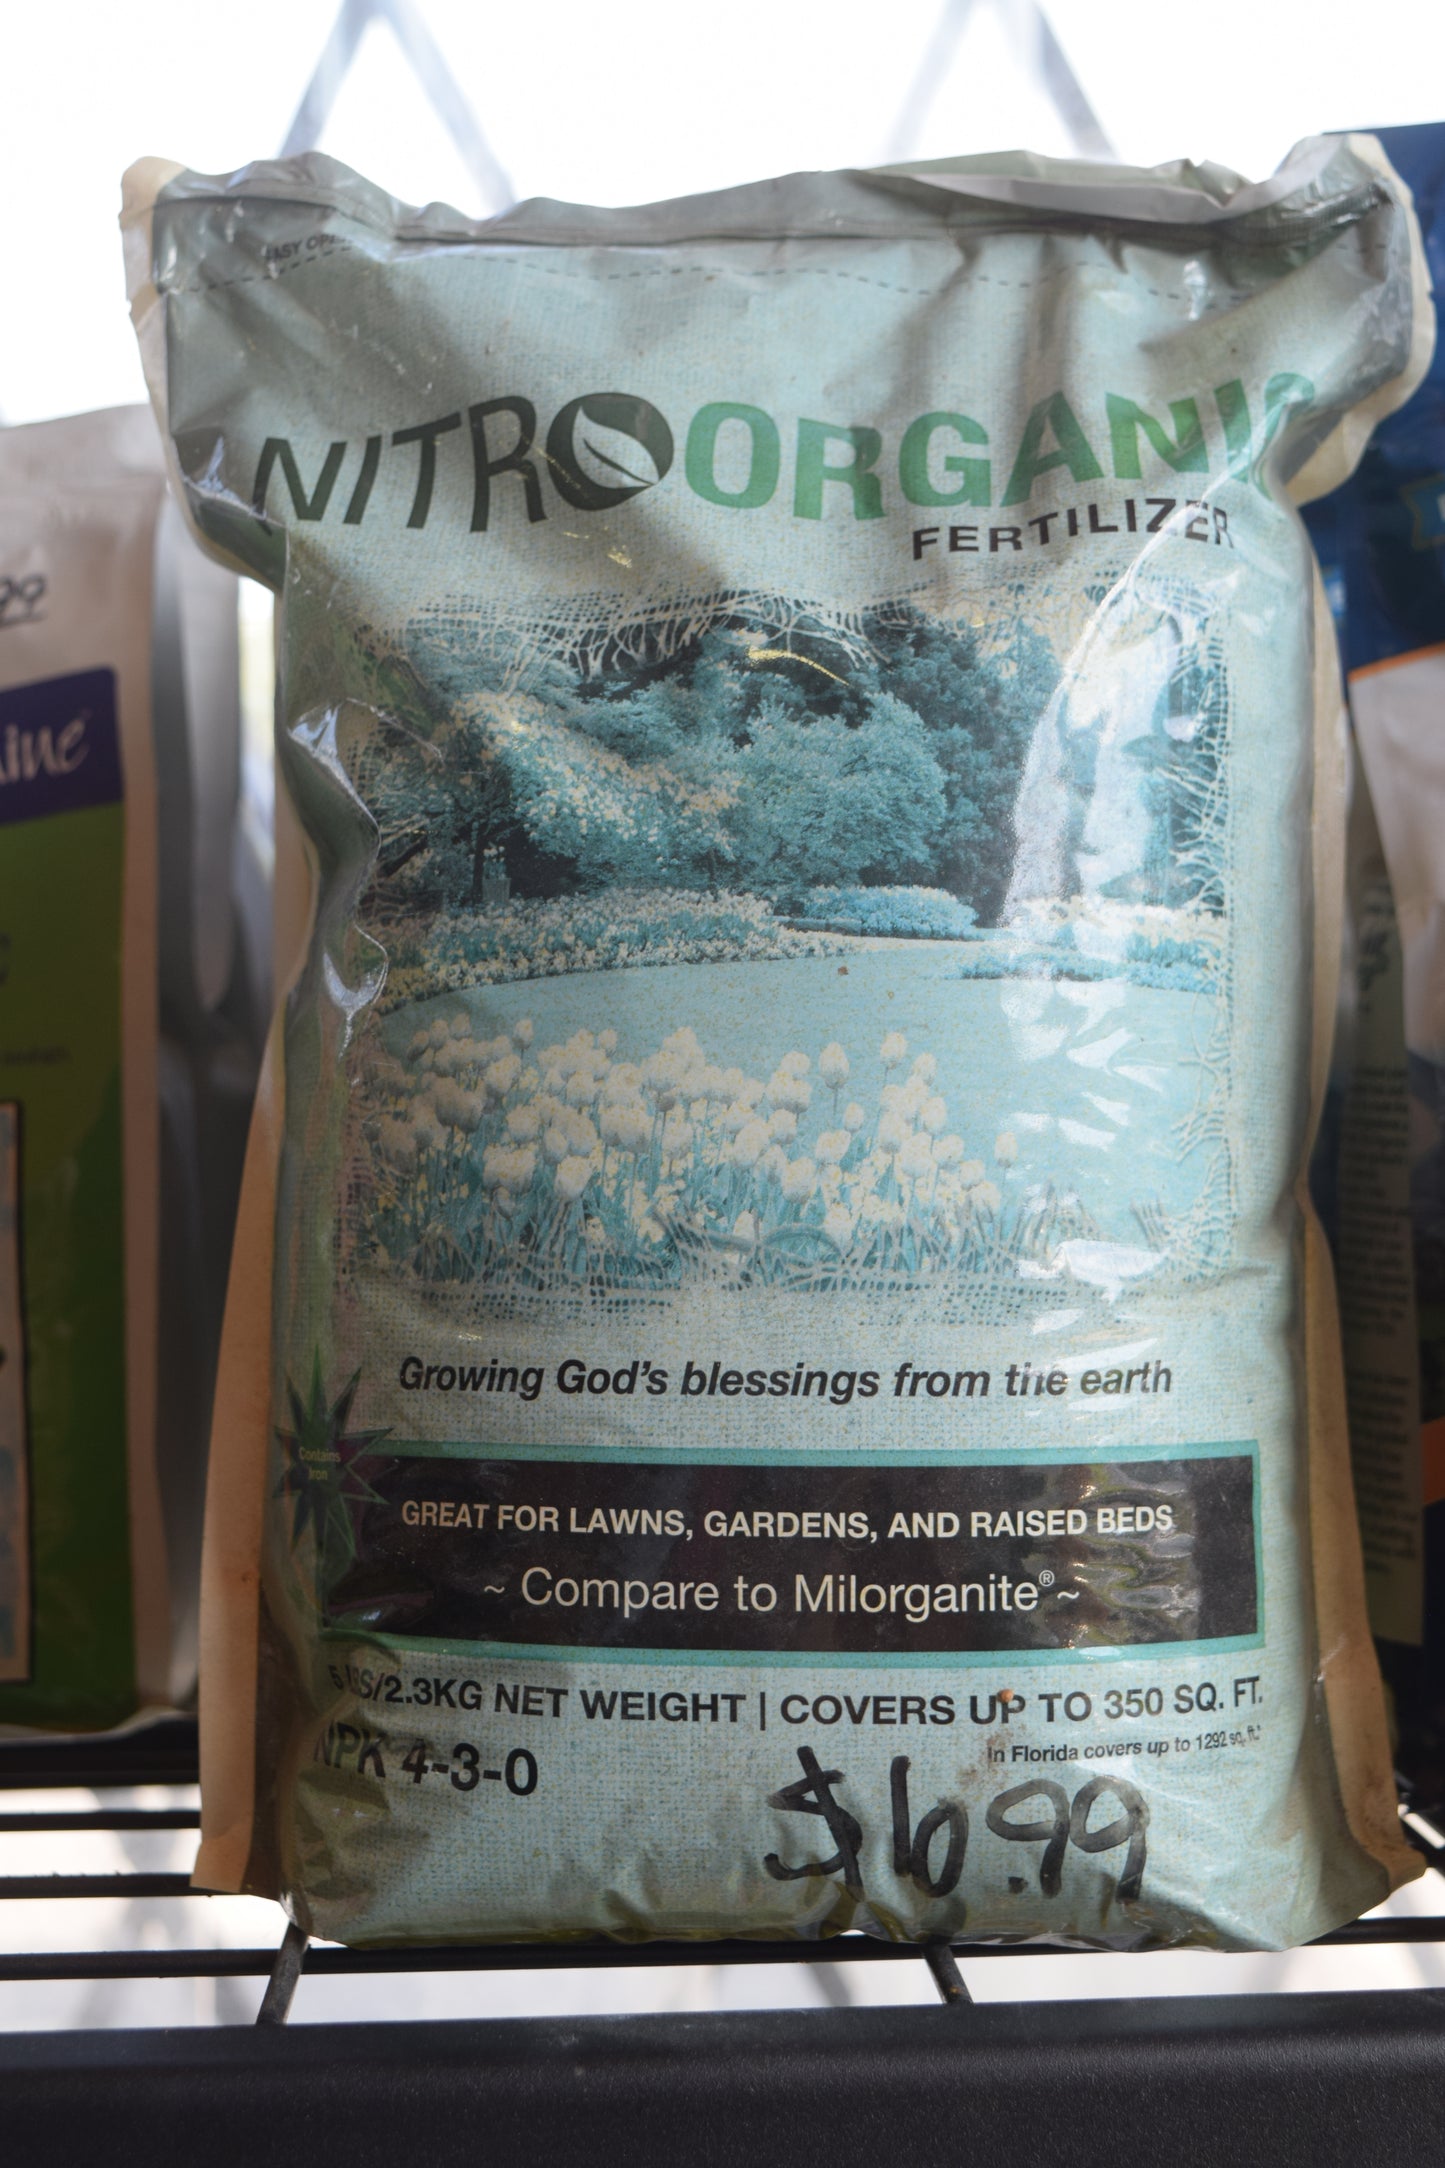 EASY OPEN
NITROORGANIC
FERTILIZER
Growing God's blessings from the earth
Contains
Iron
GREAT FOR LAWNS, GARDENS, AND RAISED BEDS
~ Compare to Milorganite® ~
5 LBS/2.3KG NET WEIGHT | COVERS UP TO 350 SQ. FT.
In Florida covers up to 1292 sq. ft.*
NPK 4-3-0
$6.99